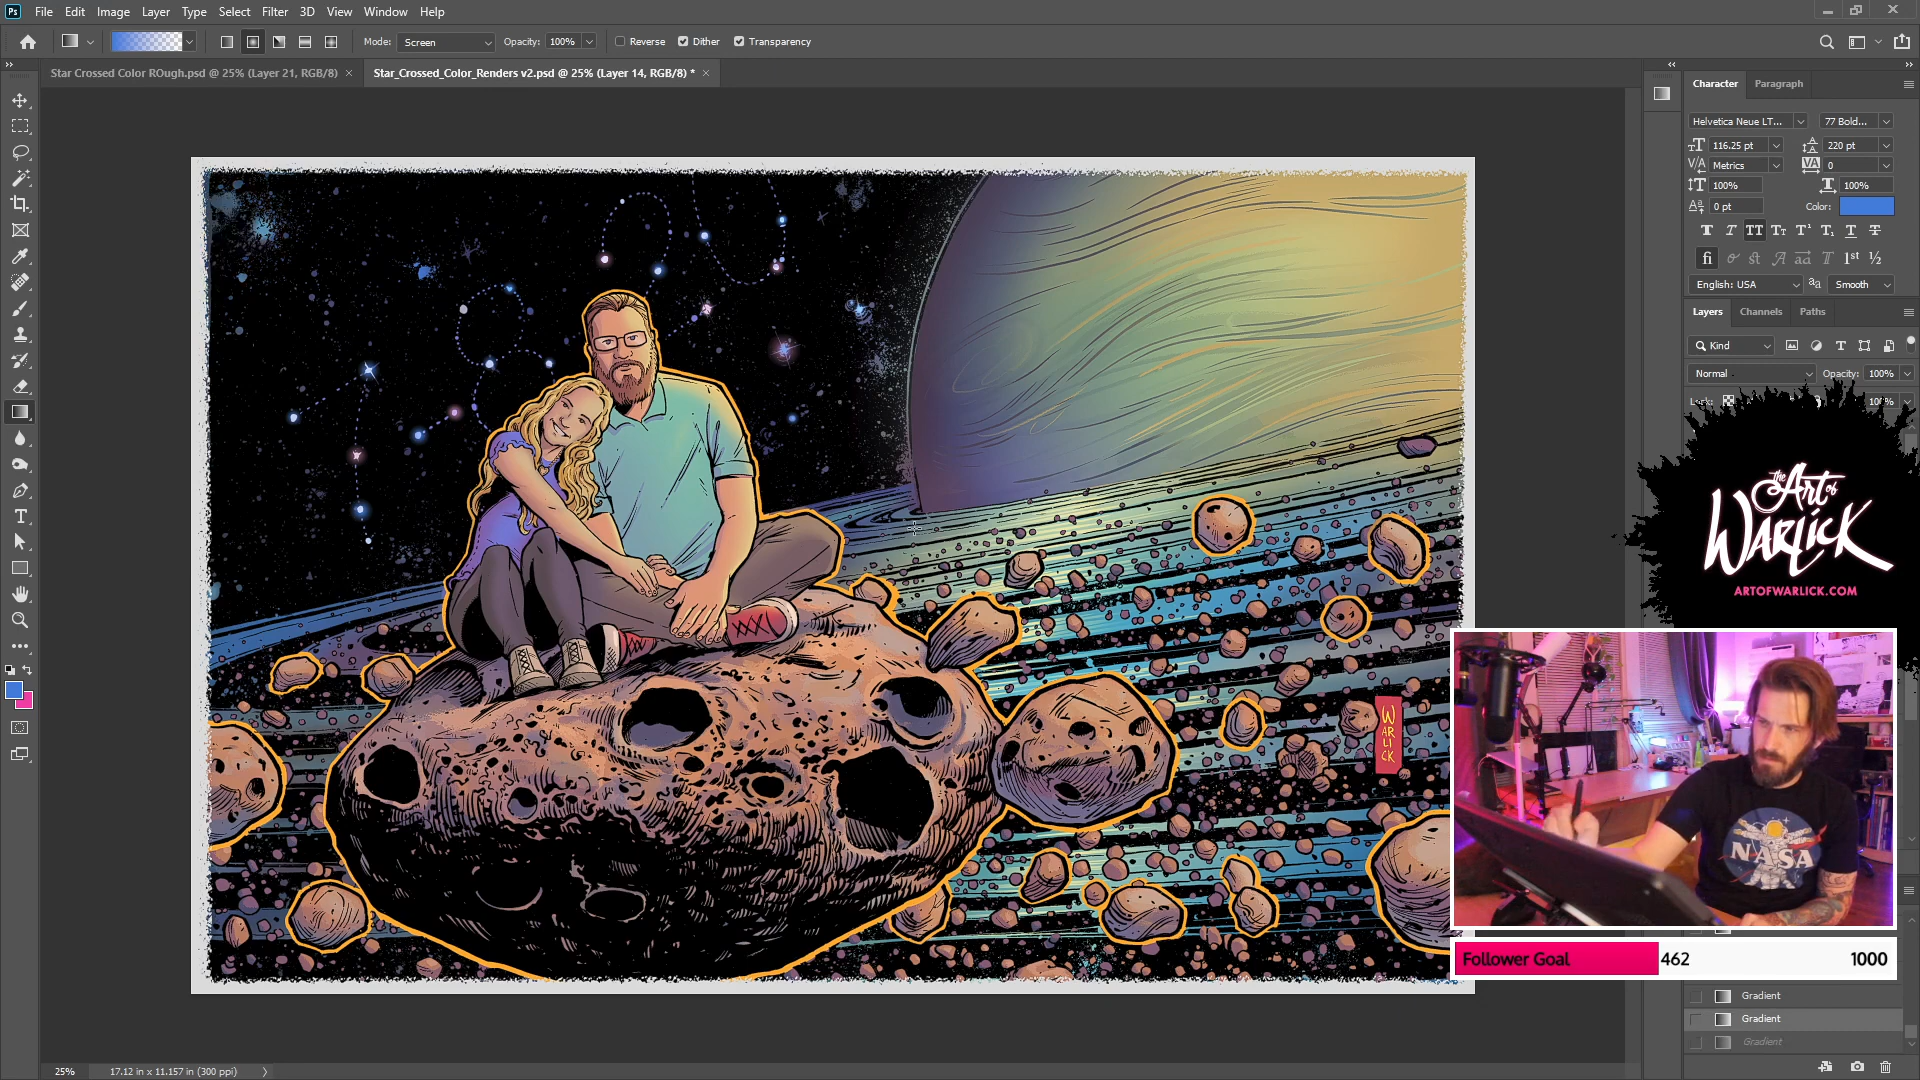 Ps File Edit Image Layer Type Select Filter 3D View Window Help
Mode: Screen Opacity: 100% Reverse Dither Transparency
Star Crossed Color ROugh.psd @ 25% (Layer 21, RGB/8) ×
Star_Crossed_Color_Renders v2.psd @ 25% (Layer 14, RGB/8) * ×
Character Paragraph
Helvetica Neue LT... 77 Bold...
116.25 pt 220 pt
Metrics 0
100% 100%
0 pt Color:
English: USA Smooth
Layers Channels Paths
Kind
Normal Opacity: 100%
Lock: 100%
the Art of
Warlick
ARTOFWARLICK.COM
WARLICK
NASA
Follower Goal 462 1000
Gradient
Gradient
Gradient
25% 17.12 in x 11.157 in (300 ppi)